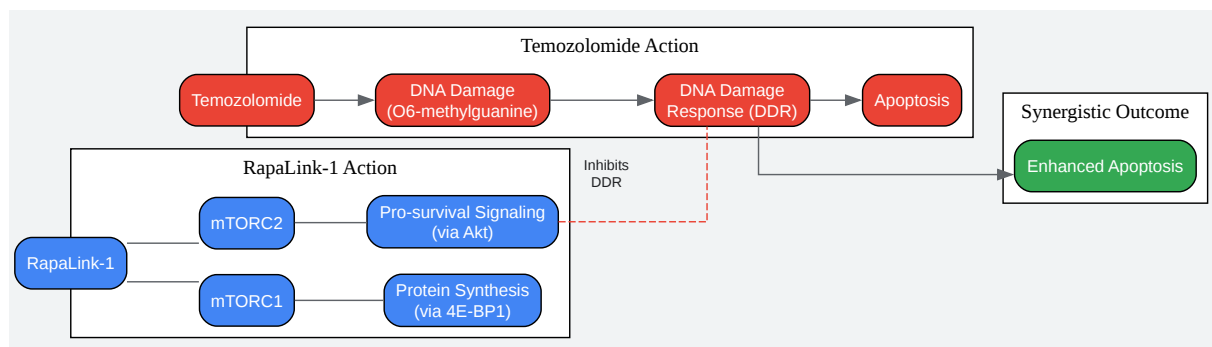 Temozolomide Action
Temozolomide
DNA Damage
(O6-methylguanine)
DNA Damage
Response (DDR)
Apoptosis
Synergistic Outcome
Enhanced Apoptosis
RapaLink-1 Action
Inhibits
DDR
RapaLink-1
mTORC2
Pro-survival Signaling
(via Akt)
mTORC1
Protein Synthesis
(via 4E-BP1)